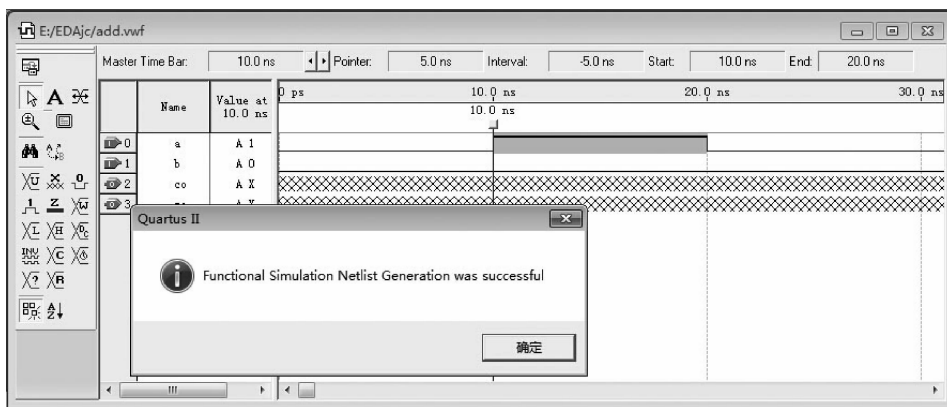 E:/EDAjc/add.vwf
Master Time Bar: 10.0 ns Pointer: 5.0 ns Interval: -5.0 ns Start: 10.0 ns End: 20.0 ns
Name
Value at
10.0 ns
0 ps 10.0 ns 20.0 ns 30.0 ns
10.0 ns
0 a A 1
1 b A 0
2 co A X
3 A X
Quartus II
Functional Simulation Netlist Generation was successful
确定